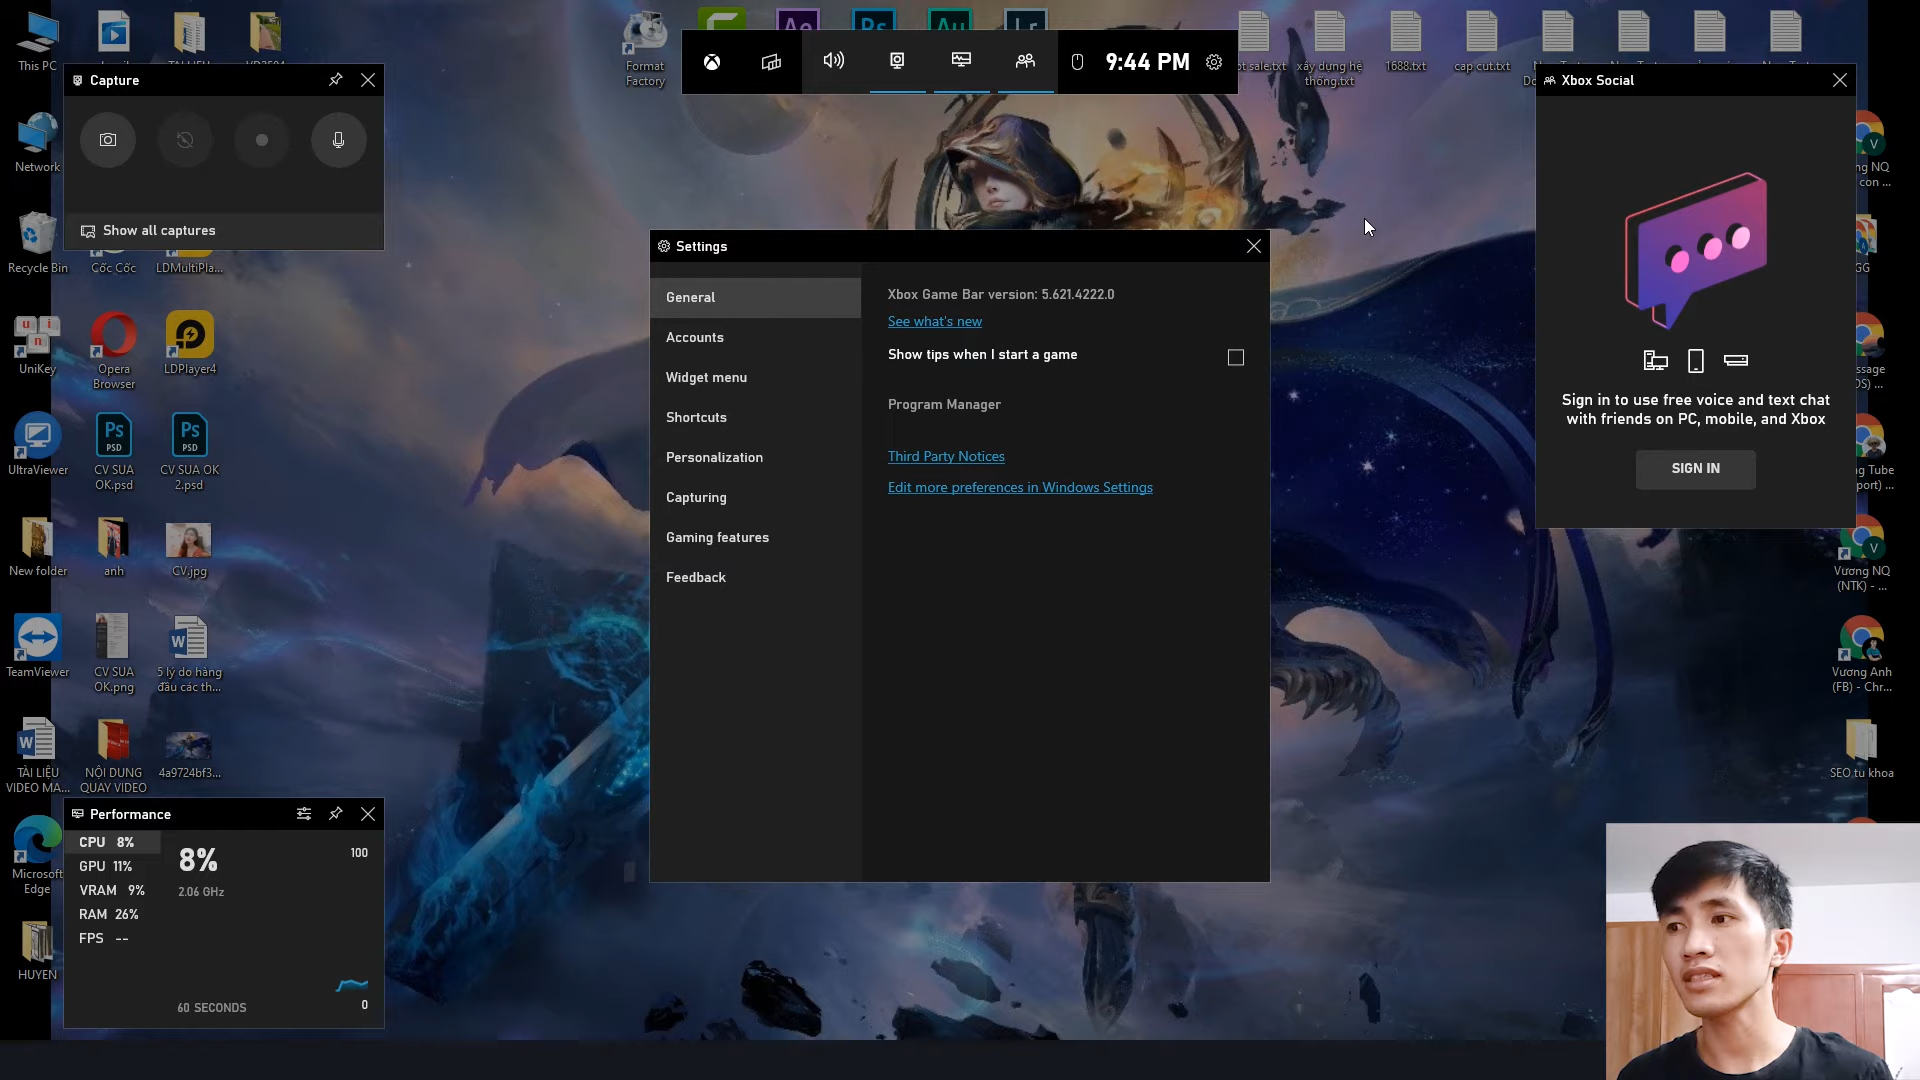 This PC
TAI LIEU
VD3504
Format
Factory
Ae
Ps
Au
Lr
9:44 PM
xây dựng hệ
thống.txt
1688.txt
cap cut.txt
Capture
Show all captures
Xbox Social
Sign in to use free voice and text chat
with friends on PC, mobile, and Xbox
SIGN IN
Network
Recycle Bin
Cốc Cốc
LDMultiPla...
UniKey
Opera
Browser
LDPlayer4
UltraViewer
CV SUA
OK.psd
CV SUA OK
2.psd
New folder
anh
CV.jpg
TeamViewer
CV SUA
OK.png
5 lý do hàng
đầu các th...
TÀI LIỆU
VIDEO MA...
NỘI DUNG
QUAY VIDEO
4a9724bf3...
Microsoft
Edge
HUYEN
Settings
General
Accounts
Widget menu
Shortcuts
Personalization
Capturing
Gaming features
Feedback
Xbox Game Bar version: 5.621.4222.0
See what's new
Show tips when I start a game
Program Manager
Third Party Notices
Edit more preferences in Windows Settings
Performance
CPU 8%
GPU 11%
VRAM 9%
RAM 26%
FPS --
8%
2.06 GHz
100
60 SECONDS
0
Vương NQ
(NTK) - ...
Vương Anh
(FB) - Chr...
SEO tu khoa